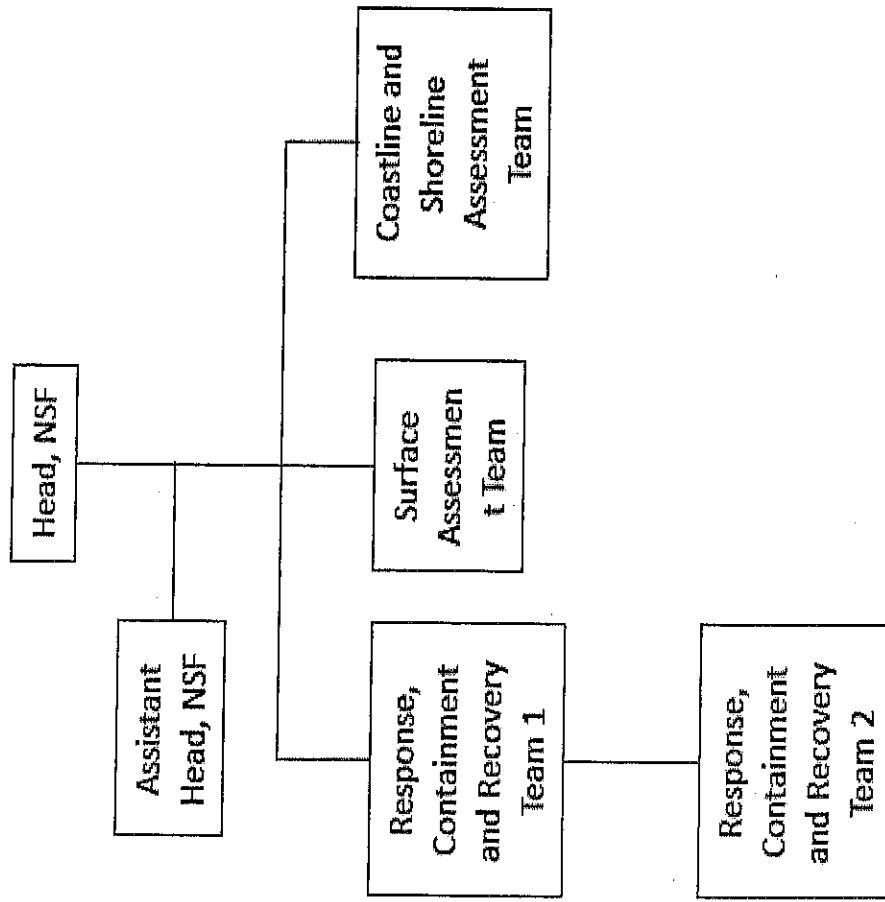 Head, NSF
Assistant
Head, NSF
Response,
Containment
and Recovery
Team 1
Surface
Assessmen
t Team
Coastline and
Shoreline
Assessment
Team
Response,
Containment
and Recovery
Team 2